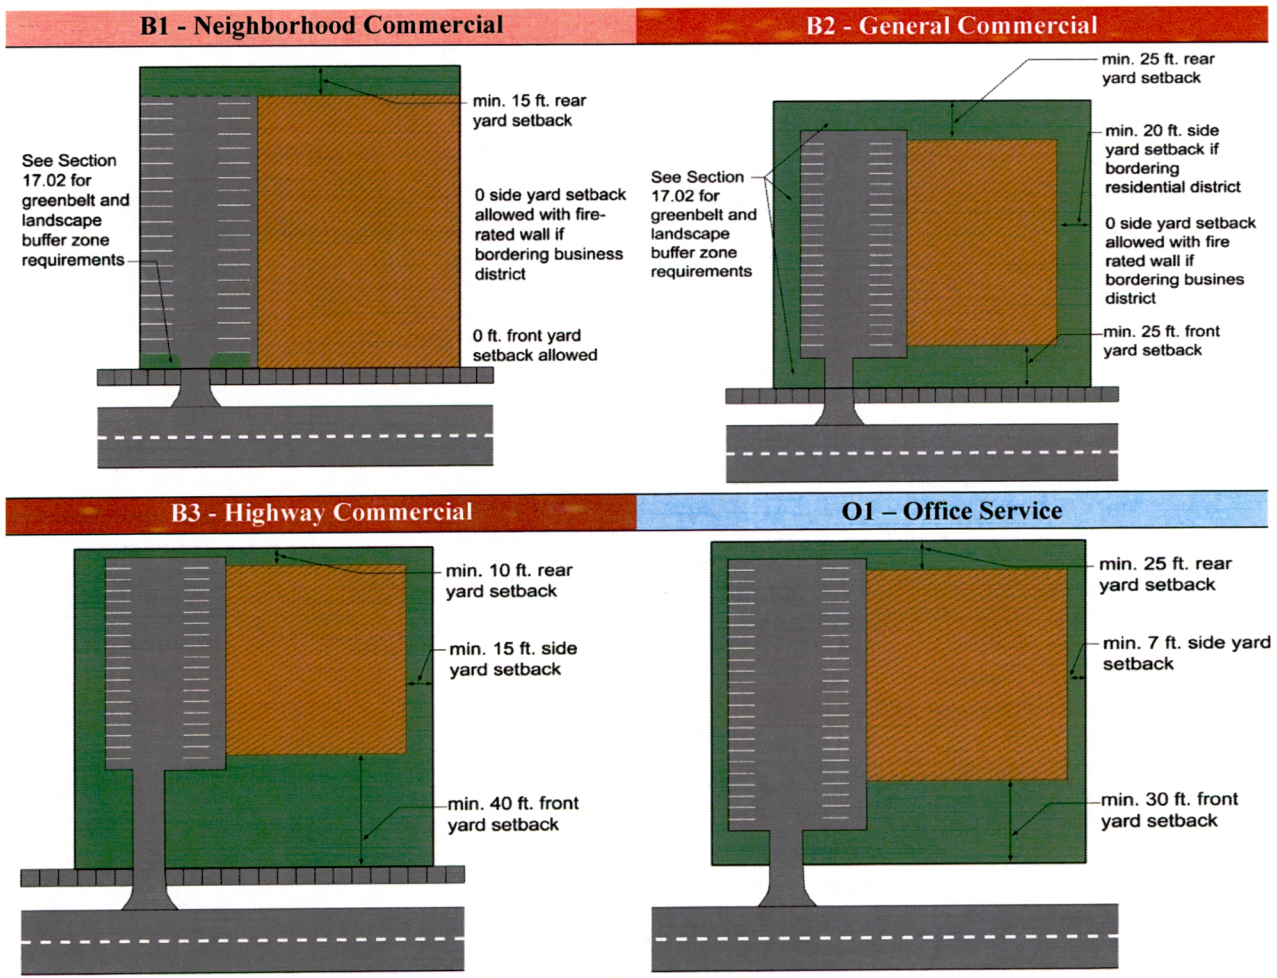 B1 - Neighborhood Commercial
min. 15 ft. rear
yard setback
See Section
17.02 for
greenbelt and
landscape
buffer zone
requirements
0 side yard setback
allowed with fire-
rated wall if
bordering business
district
0 ft. front yard
setback allowed
B2 - General Commercial
min. 25 ft. rear
yard setback
min. 20 ft. side
yard setback if
bordering
residential district
See Section
17.02 for
greenbelt and
landscape
buffer zone
requirements
0 side yard setback
allowed with fire
rated wall if
bordering busines
district
min. 25 ft. front
yard setback
B3 - Highway Commercial
min. 10 ft. rear
yard setback
min. 15 ft. side
yard setback
min. 40 ft. front
yard setback
O1 – Office Service
min. 25 ft. rear
yard setback
min. 7 ft. side yard
setback
min. 30 ft. front
yard setback